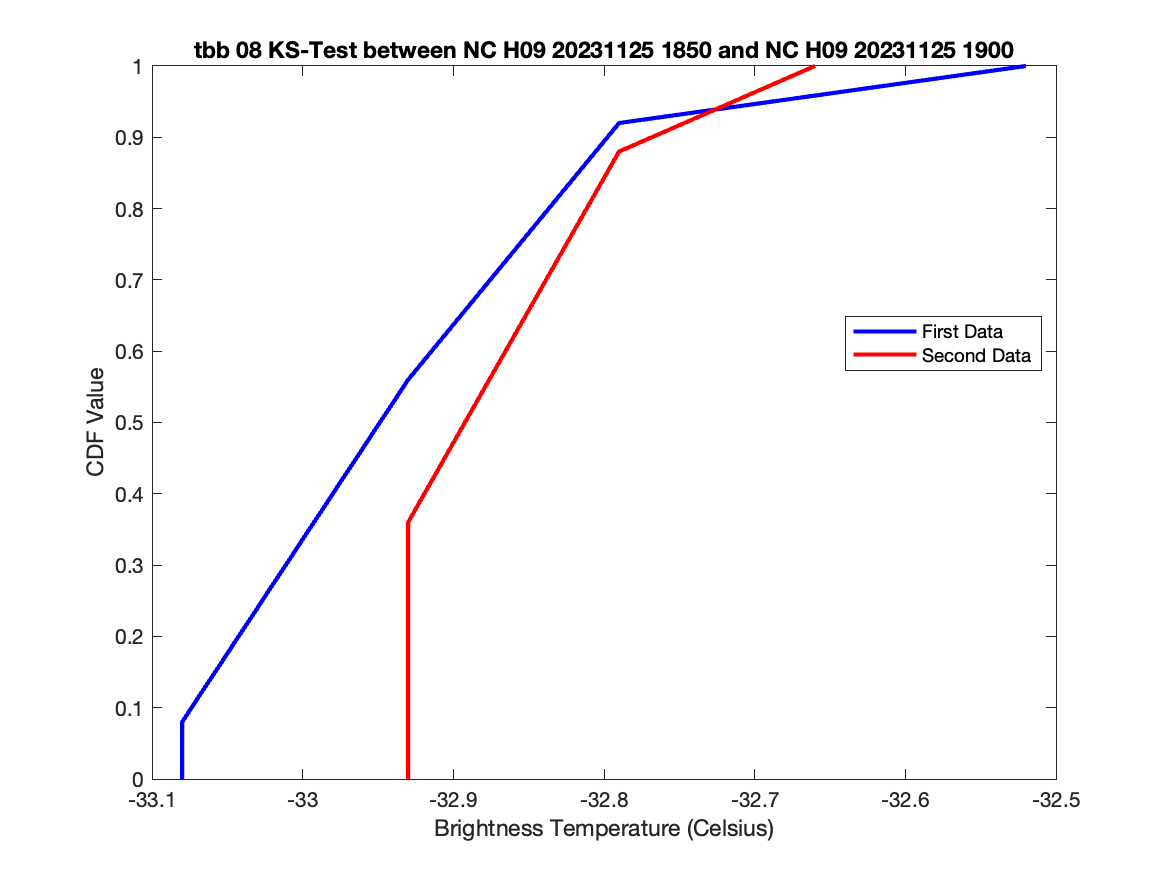 tbb 08 KS-Test between NC H09 20231125 1850 and NC H09 20231125 1900
1
0.9
0.8
0.7
0.6
0.5
0.4
0.3
0.2
0.1
0
CDF Value
First Data
Second Data
-33.1 -33 -32.9 -32.8 -32.7 -32.6 -32.5
Brightness Temperature (Celsius)